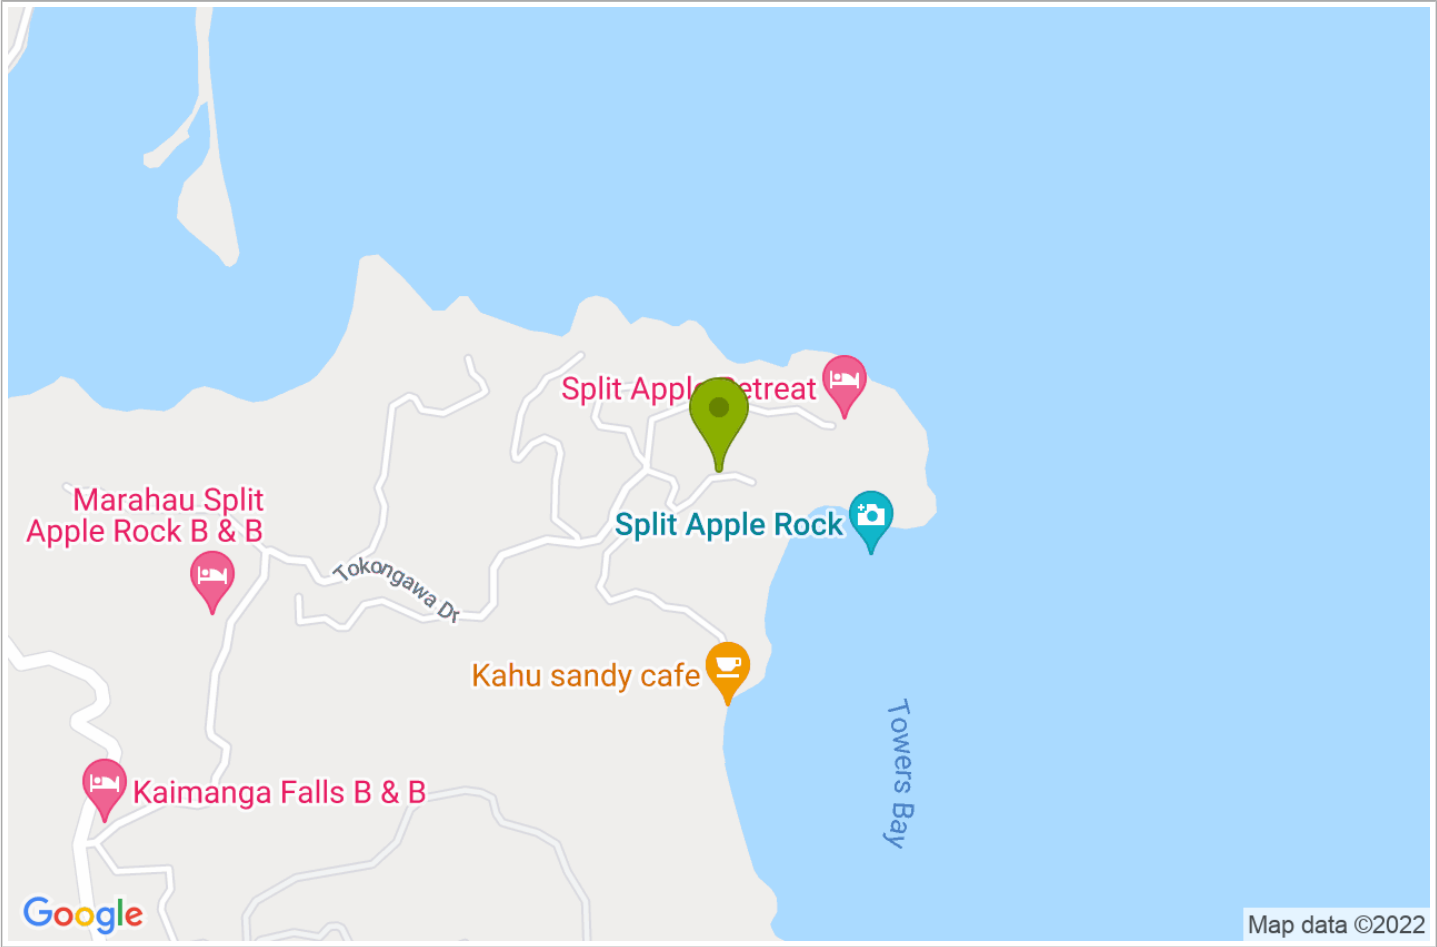 Split Apple Retreat
Marahau Split
Apple Rock B & B
Split Apple Rock
Tokongawa Dr
Kahu sandy cafe
Towers Bay
Kaimanga Falls B & B
Google
Map data ©2022